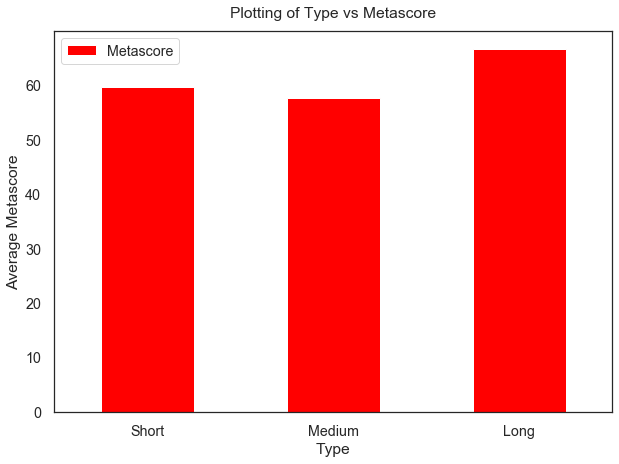 Plotting of Type vs Metascore
Metascore
Average Metascore
60
50
40
30
20
10
0
Short Medium Long
Type